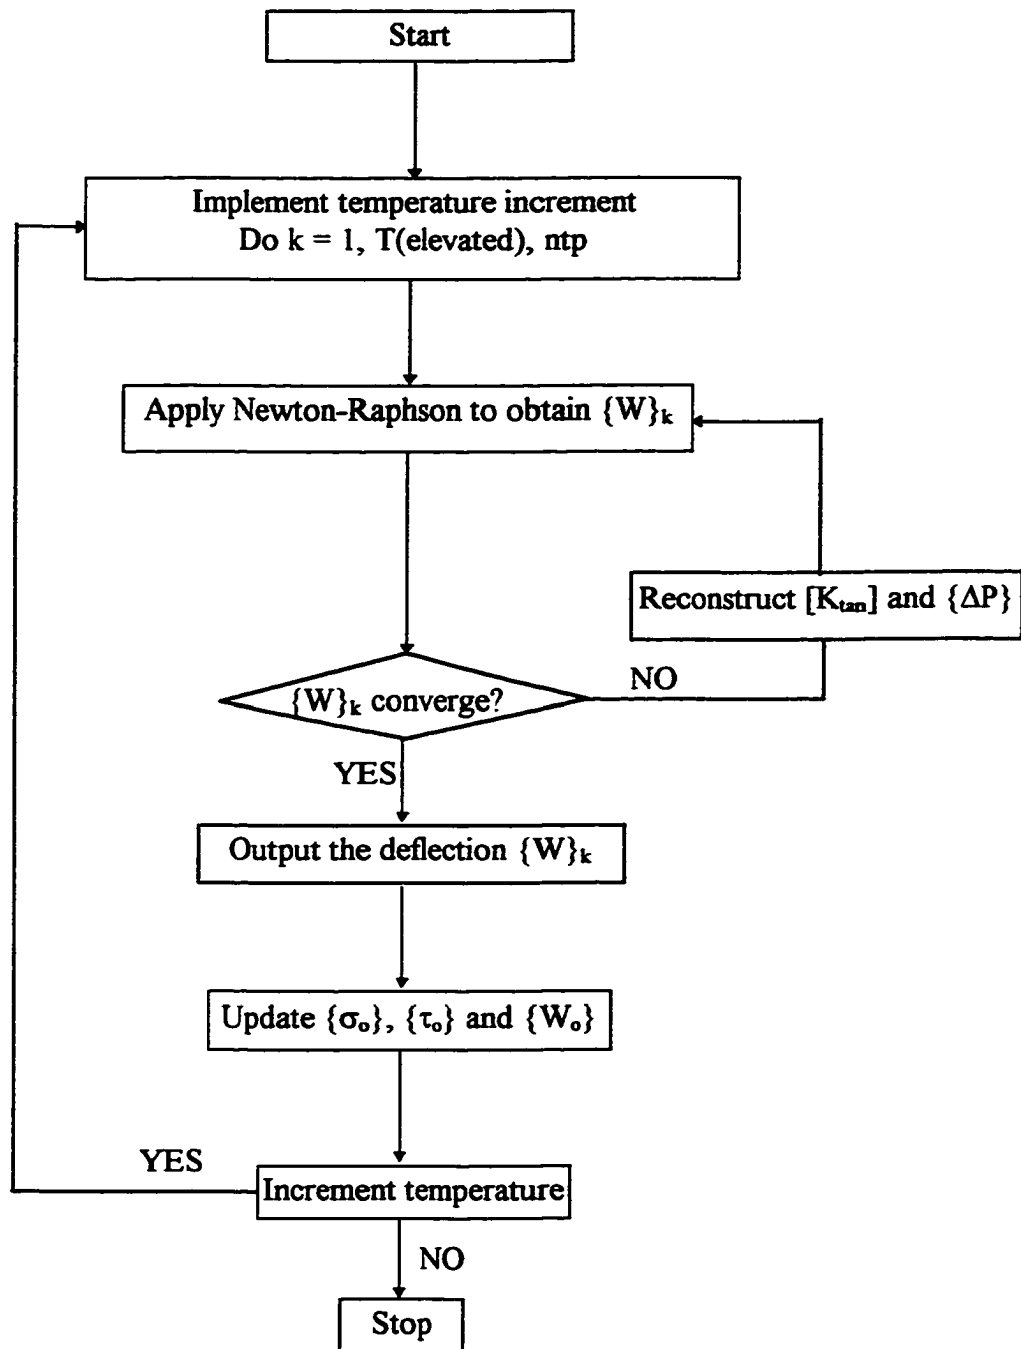 Start
Implement temperature increment
Do k = 1, T(elevated), ntp
Apply Newton-Raphson to obtain {W}ₖ
Reconstruct [Kₜₐₙ] and {ΔP}
NO
{W}ₖ converge?
YES
Output the deflection {W}ₖ
Update {σₒ}, {τₒ} and {Wₒ}
YES
Increment temperature
NO
Stop